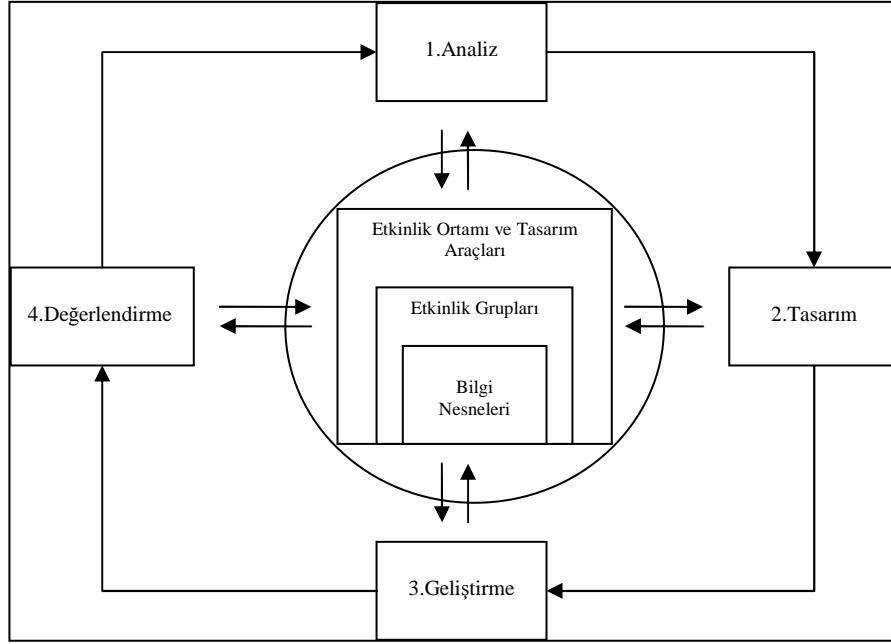 1.Analiz
Etkinlik Ortamı ve Tasarım
Araçları
4.Değerlendirme
Etkinlik Grupları
2.Tasarım
Bilgi
Nesneleri
3.Geliştirme